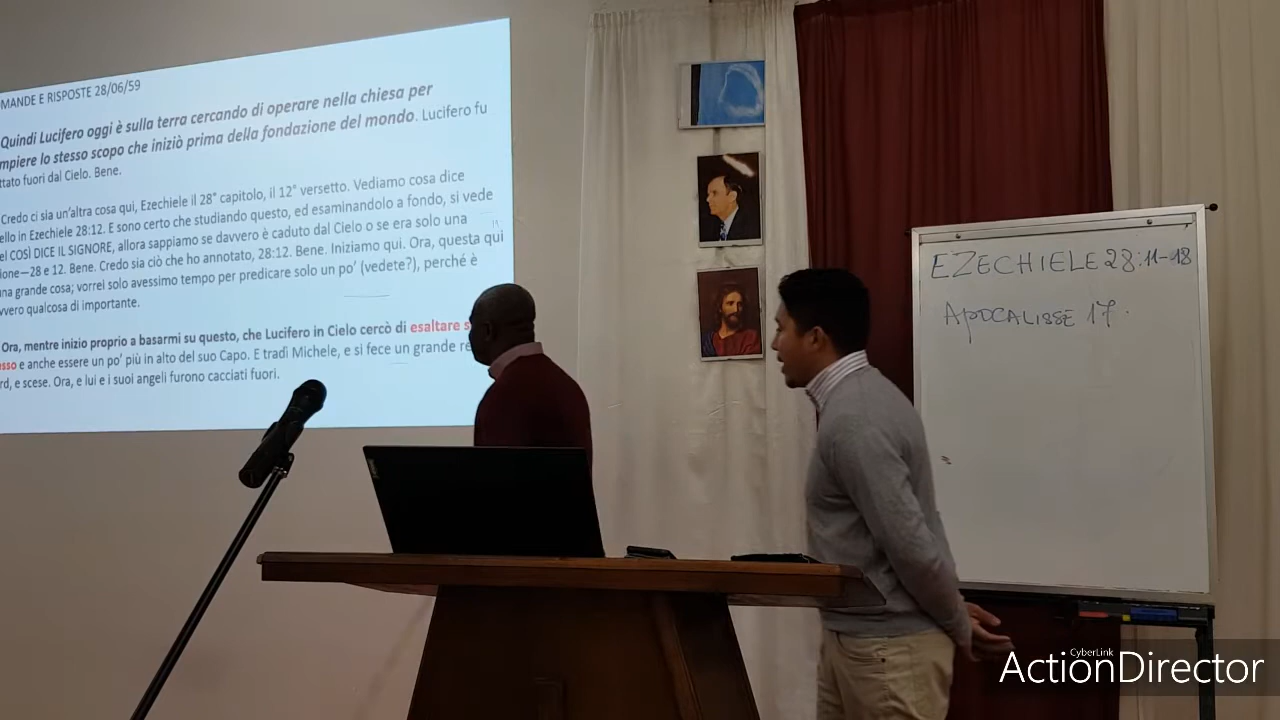 MANDE E RISPOSTE 28/06/59
Quindi Lucifero oggi è sulla terra cercando di operare nella chiesa per
mpiere lo stesso scopo che iniziò prima della fondazione del mondo. Lucifero fu
ttato fuori dal Cielo. Bene.
Credo ci sia un'altra cosa qui, Ezechiele il 28° capitolo, il 12° versetto. Vediamo cosa dice
ello in Ezechiele 28:12. E sono certo che studiando questo, ed esaminandolo a fondo, si vede
el COSÌ DICE IL SIGNORE, allora sappiamo se davvero è caduto dal Cielo o se era solo una
ione—28 e 12. Bene. Credo sia ciò che ho annotato, 28:12. Bene. Iniziamo qui. Ora, questa qui
na grande cosa; vorrei solo avessimo tempo per predicare solo un po' (vedete?), perché è
vvero qualcosa di importante.
Ora, mentre inizio proprio a basarmi su questo, che Lucifero in Cielo cercò di esaltare s
esso e anche essere un po' più in alto del suo Capo. E tradì Michele, e si fece un grande re
rd, e scese. Ora, e lui e i suoi angeli furono cacciati fuori.
EZECHIELE 28:11-18
APOCALISSE 17.
CyberLink
ActionDirector